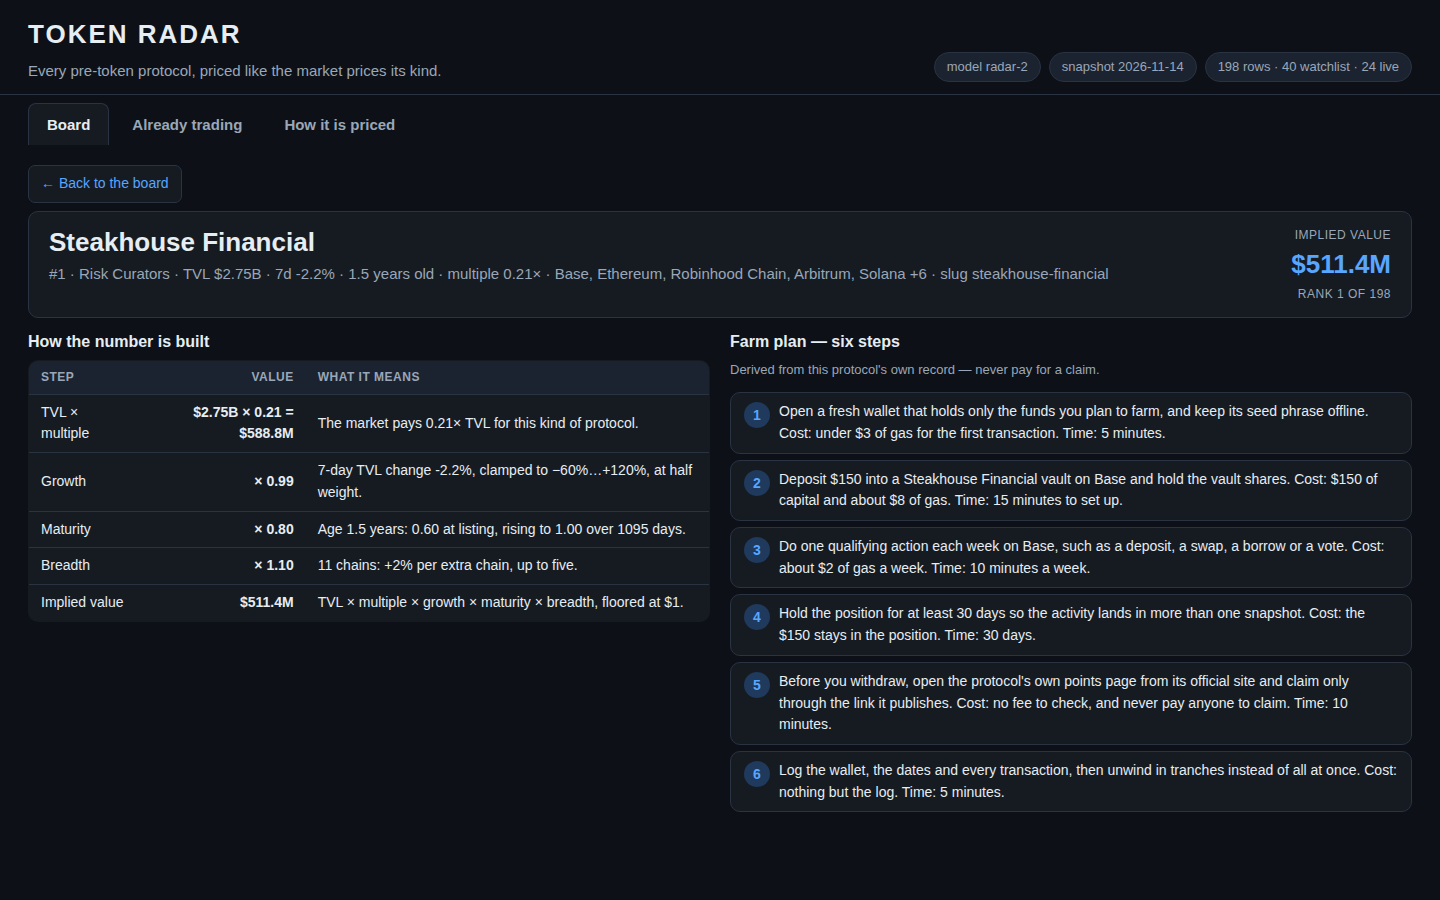 TOKEN RADAR
Every pre-token protocol, priced like the market prices its kind.
model radar-2
snapshot 2026-11-14
198 rows · 40 watchlist · 24 live
Board
Already trading
How it is priced
← Back to the board
Steakhouse Financial
#1 · Risk Curators · TVL $2.75B · 7d -2.2% · 1.5 years old · multiple 0.21× · Base, Ethereum, Robinhood Chain, Arbitrum, Solana +6 · slug steakhouse-financial
IMPLIED VALUE
$511.4M
RANK 1 OF 198
How the number is built
STEP VALUE WHAT IT MEANS
TVL ×
multiple
$2.75B × 0.21 =
$588.8M
The market pays 0.21× TVL for this kind of protocol.
Growth
× 0.99
7-day TVL change -2.2%, clamped to −60%…+120%, at half
weight.
Maturity × 0.80 Age 1.5 years: 0.60 at listing, rising to 1.00 over 1095 days.
Breadth × 1.10 11 chains: +2% per extra chain, up to five.
Implied value $511.4M TVL × multiple × growth × maturity × breadth, floored at $1.
Farm plan — six steps
Derived from this protocol's own record — never pay for a claim.
1
Open a fresh wallet that holds only the funds you plan to farm, and keep its seed phrase offline.
Cost: under $3 of gas for the first transaction. Time: 5 minutes.
2
Deposit $150 into a Steakhouse Financial vault on Base and hold the vault shares. Cost: $150 of
capital and about $8 of gas. Time: 15 minutes to set up.
3
Do one qualifying action each week on Base, such as a deposit, a swap, a borrow or a vote. Cost:
about $2 of gas a week. Time: 10 minutes a week.
4
Hold the position for at least 30 days so the activity lands in more than one snapshot. Cost: the
$150 stays in the position. Time: 30 days.
5
Before you withdraw, open the protocol's own points page from its official site and claim only
through the link it publishes. Cost: no fee to check, and never pay anyone to claim. Time: 10
minutes.
6
Log the wallet, the dates and every transaction, then unwind in tranches instead of all at once. Cost:
nothing but the log. Time: 5 minutes.